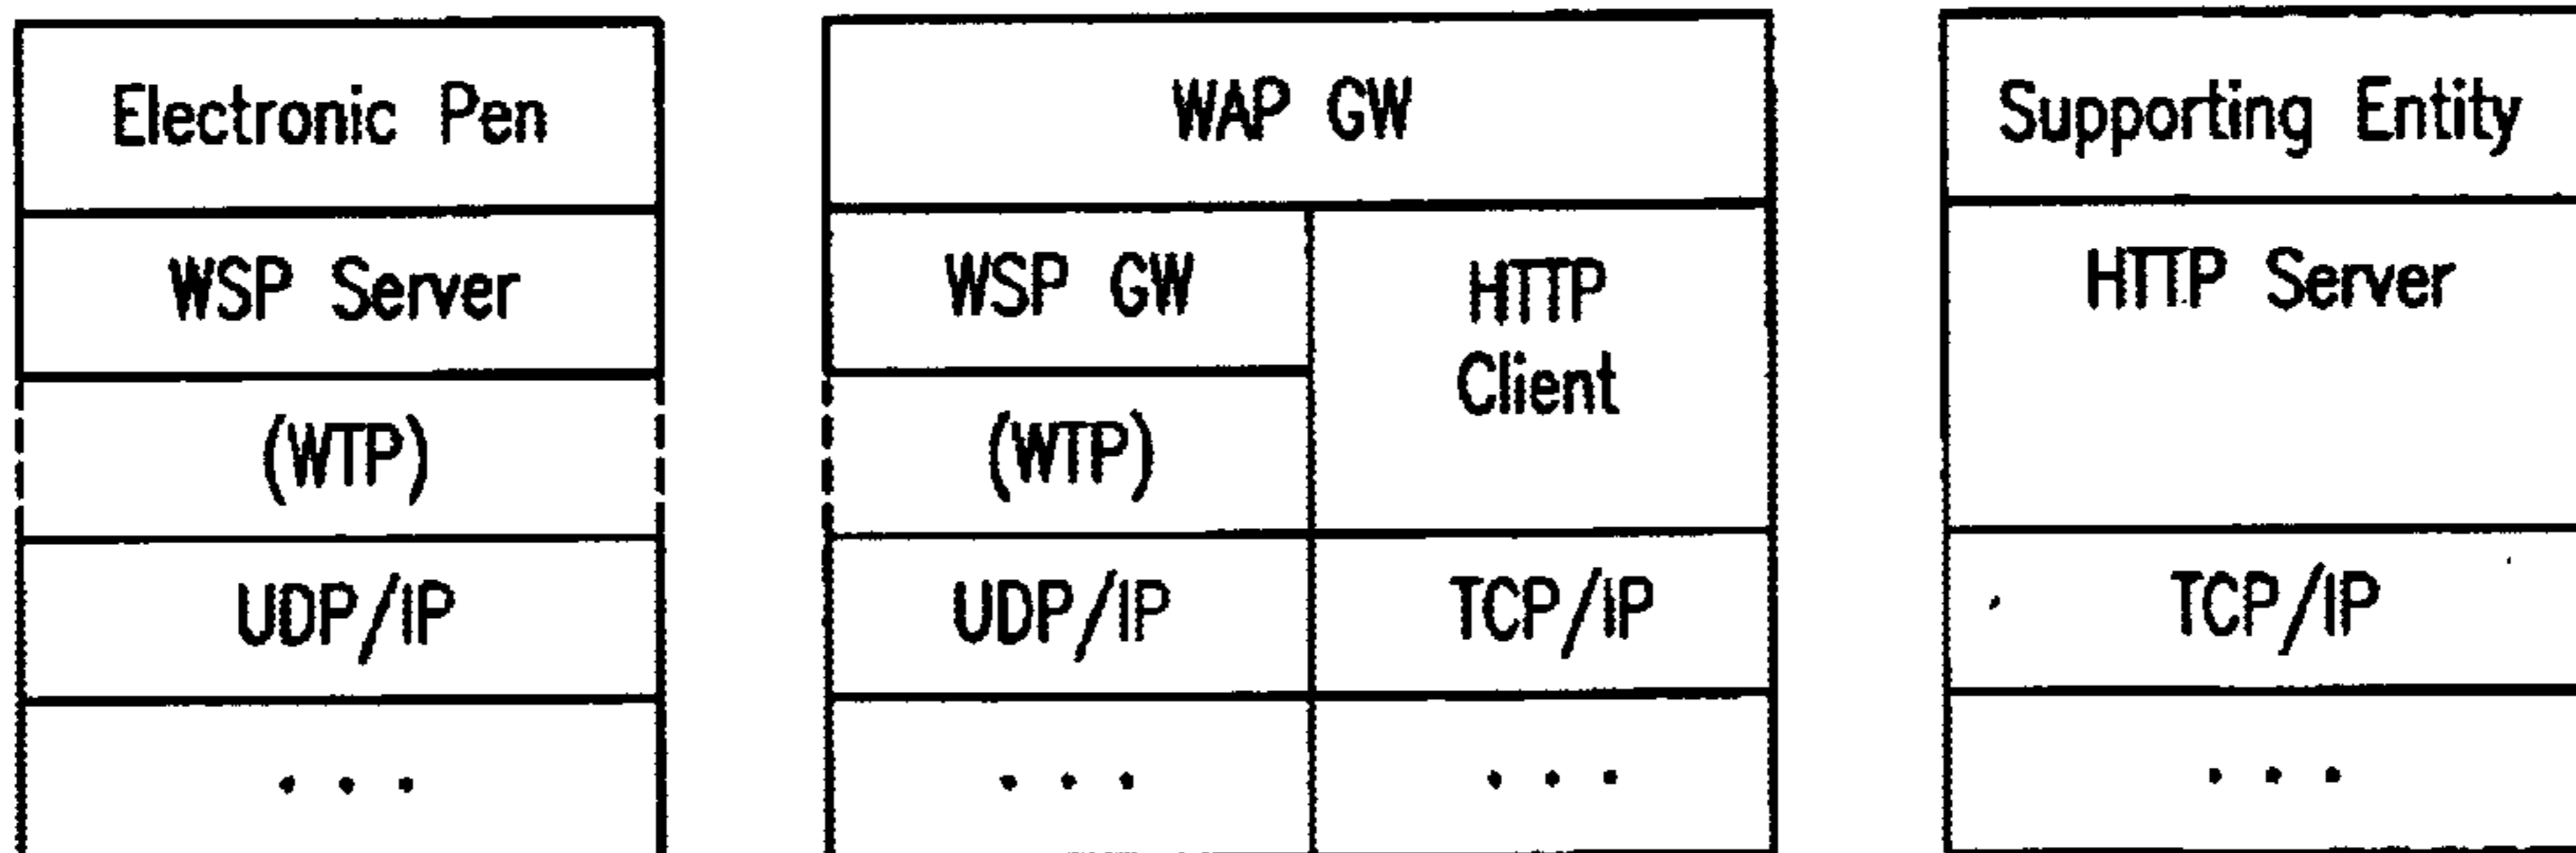 Electronic Pen
WSP Server
(WTP)
UDP/IP
. . .
WAP GW
WSP GW
(WTP)
UDP/IP
. . .
HTTP
Client
TCP/IP
. . .
Supporting Entity
HTTP Server
TCP/IP
. . .